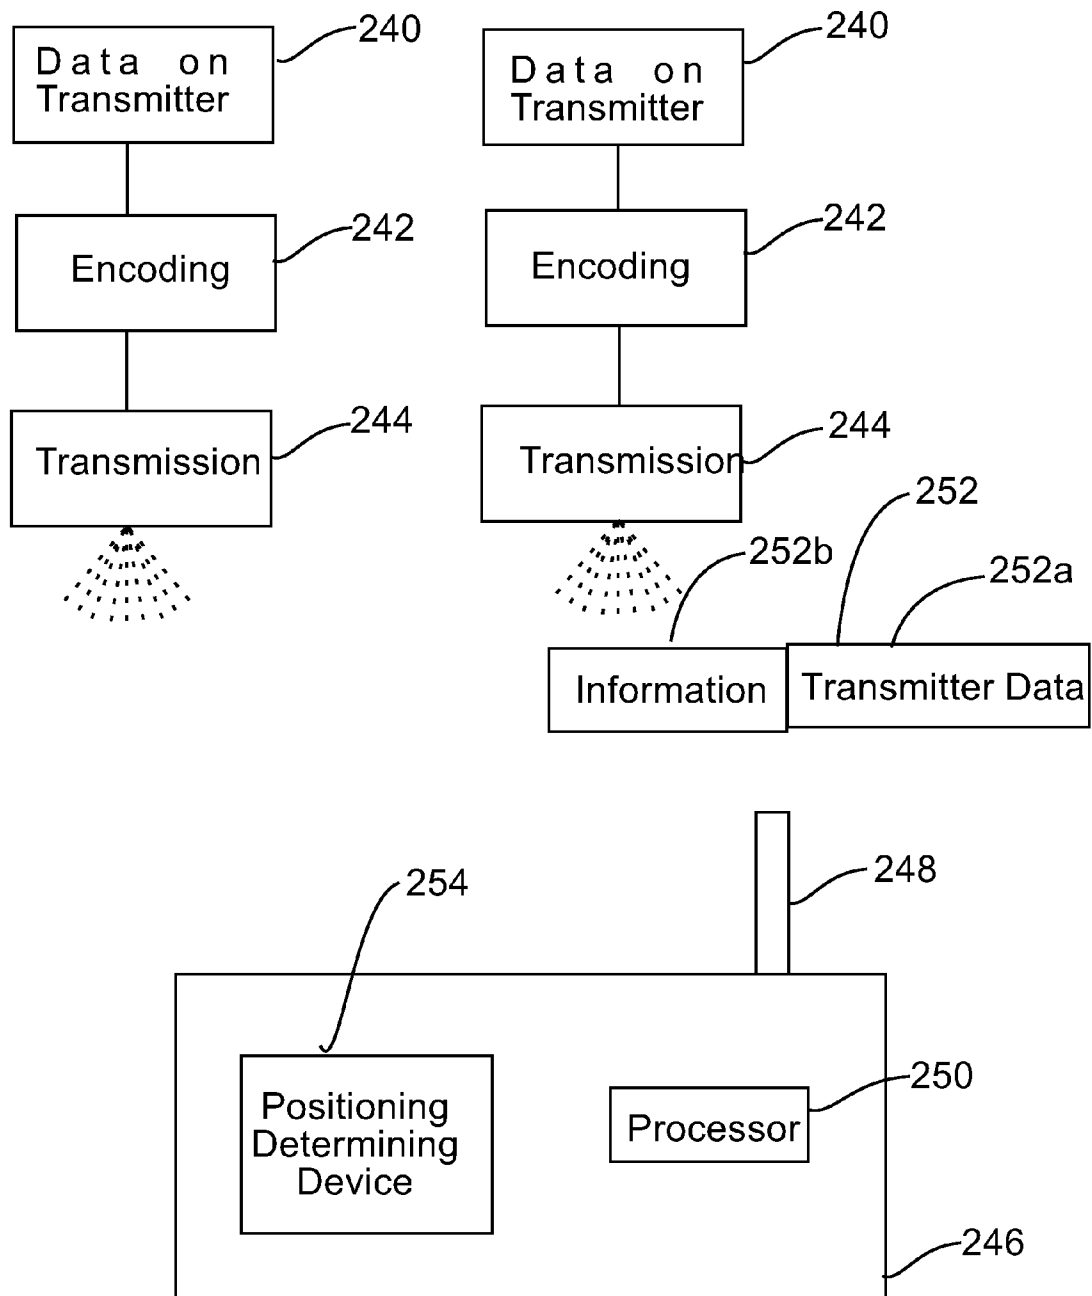 240
Data on
Transmitter
242
Encoding
244
Transmission
240
Data on
Transmitter
242
Encoding
244
Transmission
252
252b
252a
Information
Transmitter Data
248
254
Positioning
Determining
Device
250
Processor
246